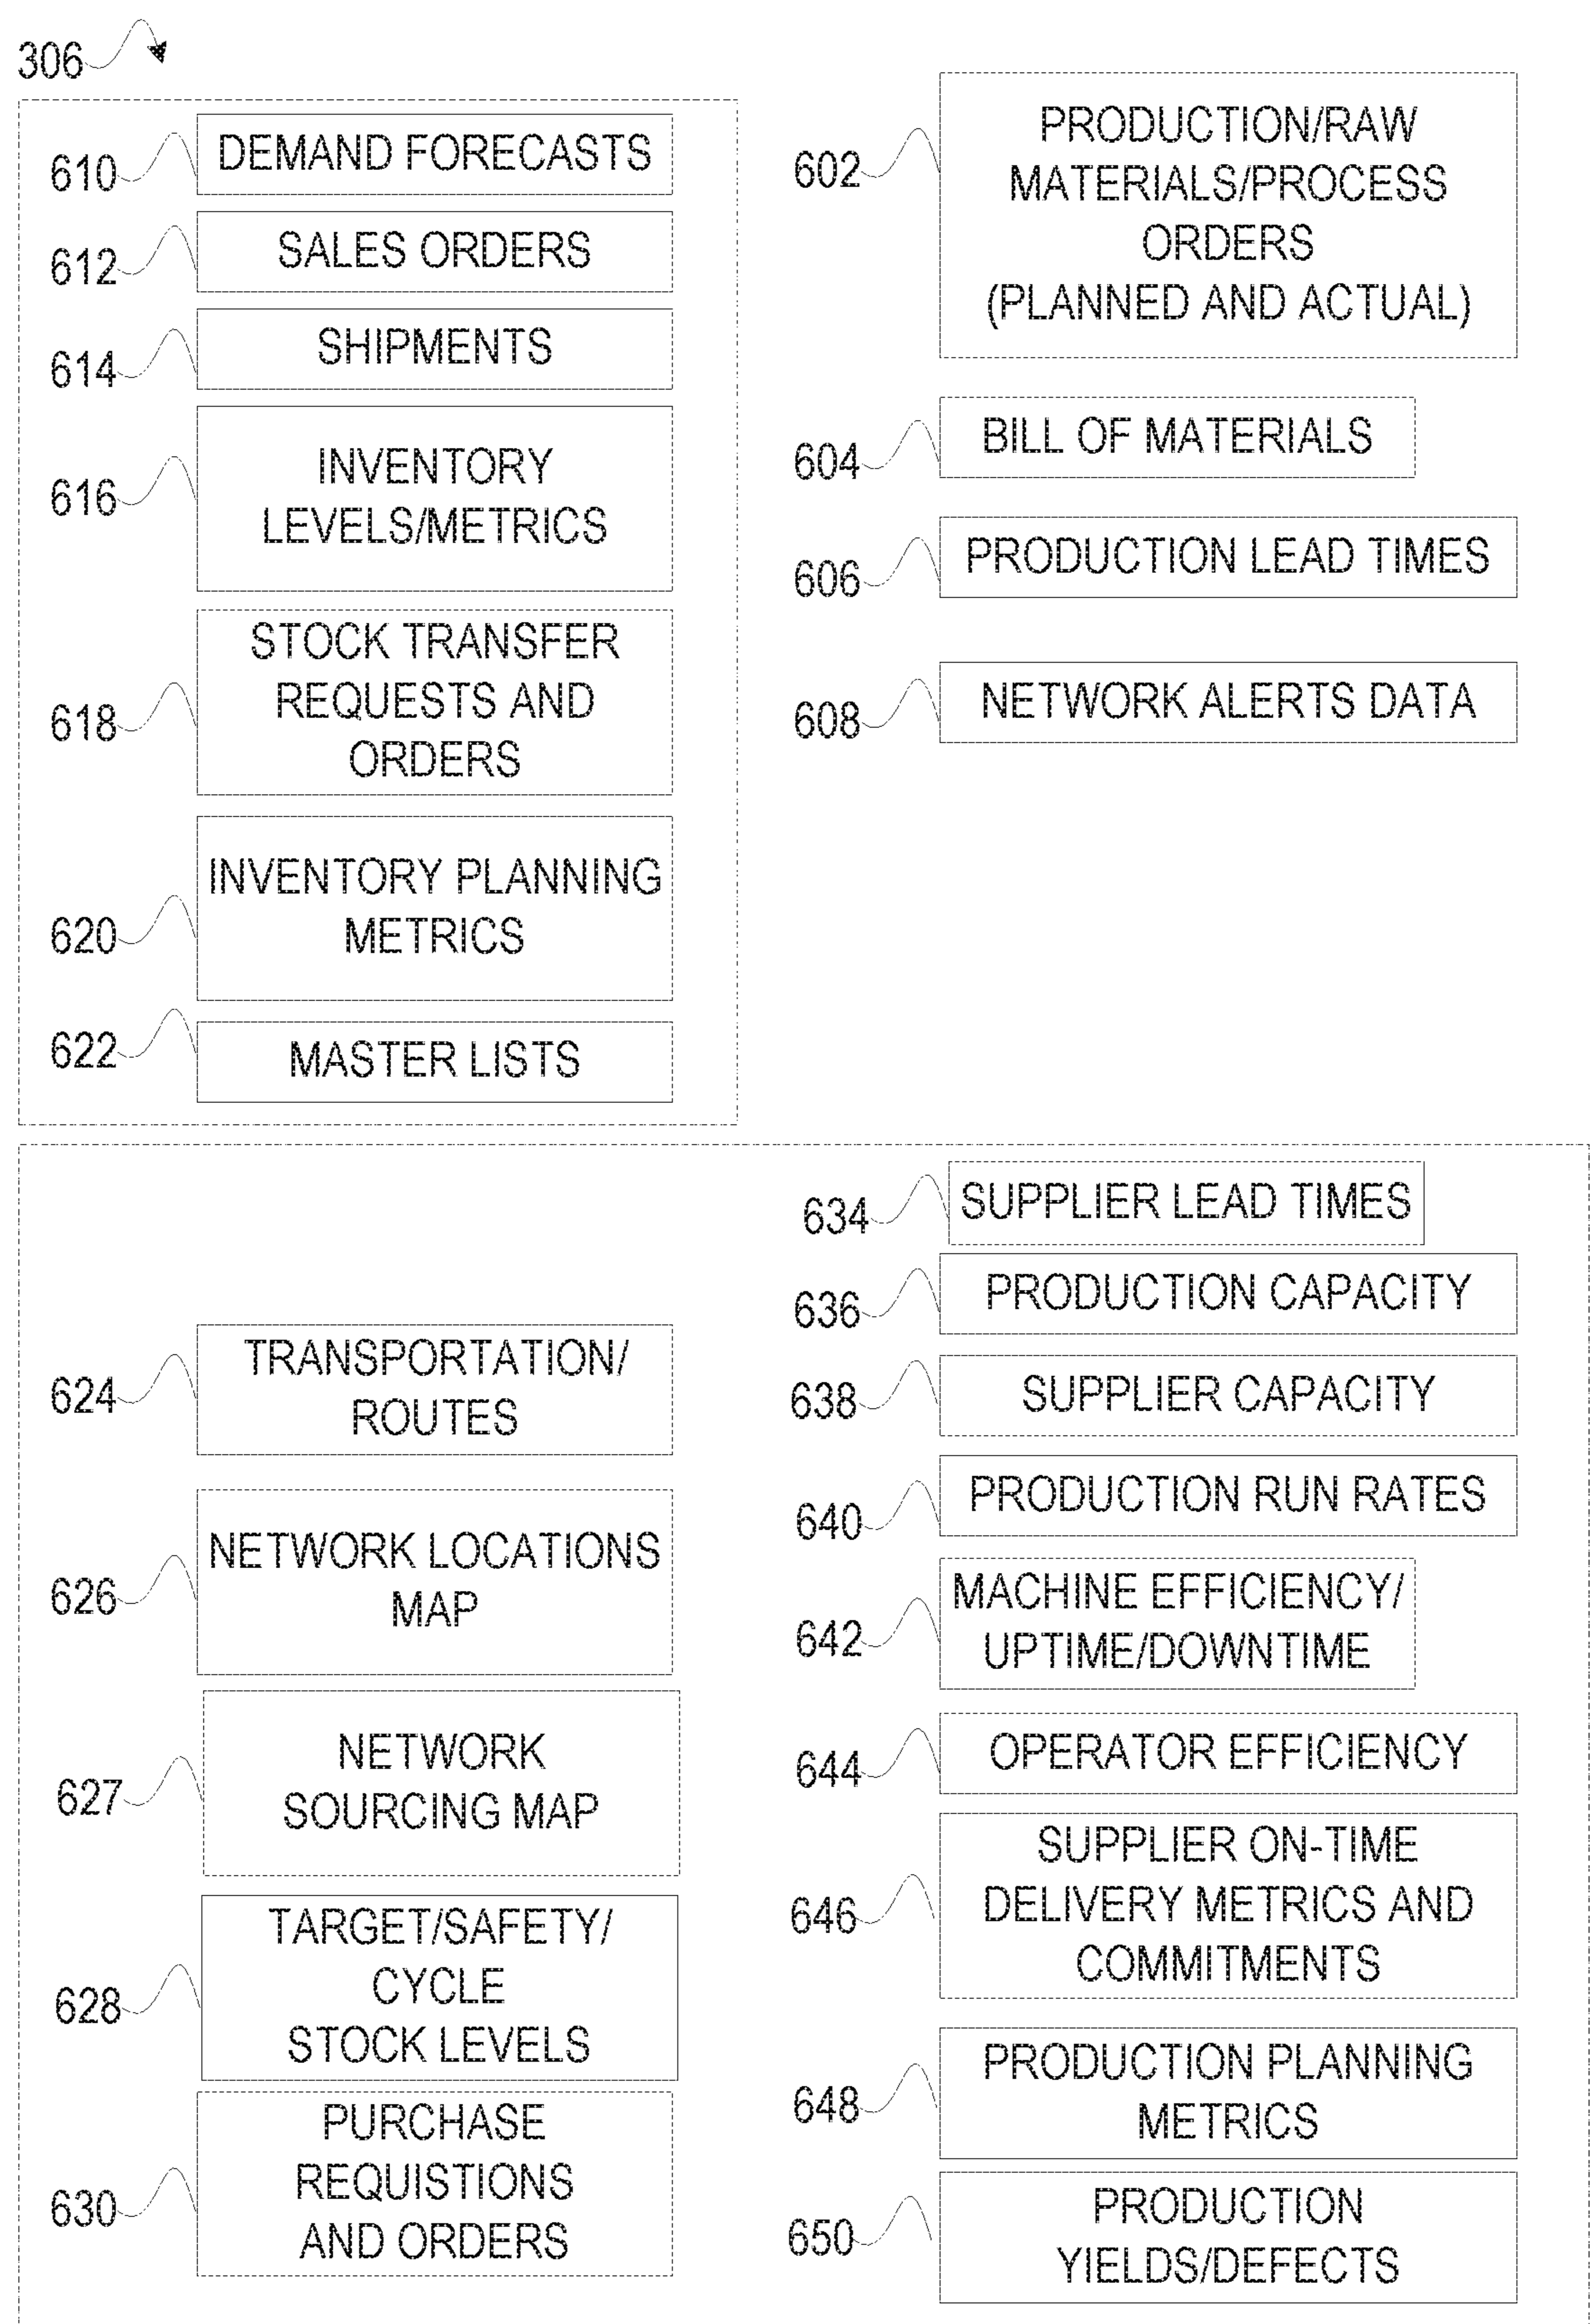 306
610
DEMAND FORECASTS
612
SALES ORDERS
614
SHIPMENTS
616
INVENTORY
LEVELS/METRICS
618
STOCK TRANSFER
REQUESTS AND
ORDERS
620
INVENTORY PLANNING
METRICS
622
MASTER LISTS
602
PRODUCTION/RAW
MATERIALS/PROCESS
ORDERS
(PLANNED AND ACTUAL)
604
BILL OF MATERIALS
606
PRODUCTION LEAD TIMES
608
NETWORK ALERTS DATA
624
TRANSPORTATION/
ROUTES
626
NETWORK LOCATIONS
MAP
627
NETWORK
SOURCING MAP
628
TARGET/SAFETY/
CYCLE
STOCK LEVELS
630
PURCHASE
REQUISTIONS
AND ORDERS
634
SUPPLIER LEAD TIMES
636
PRODUCTION CAPACITY
638
SUPPLIER CAPACITY
640
PRODUCTION RUN RATES
642
MACHINE EFFICIENCY/
UPTIME/DOWNTIME
644
OPERATOR EFFICIENCY
646
SUPPLIER ON-TIME
DELIVERY METRICS AND
COMMITMENTS
648
PRODUCTION PLANNING
METRICS
650
PRODUCTION
YIELDS/DEFECTS